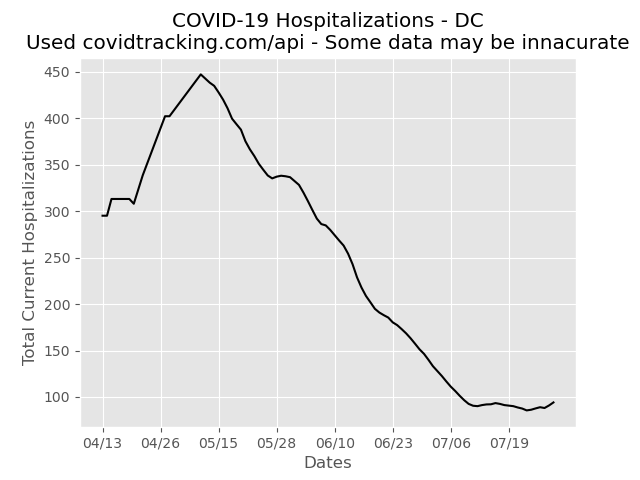 COVID-19 Hospitalizations - DC
Used covidtracking.com/api - Some data may be innacurate
450
400
350
300
250
200
150
100
Total Current Hospitalizations
04/13 04/26 05/15 05/28 06/10 06/23 07/06 07/19
Dates